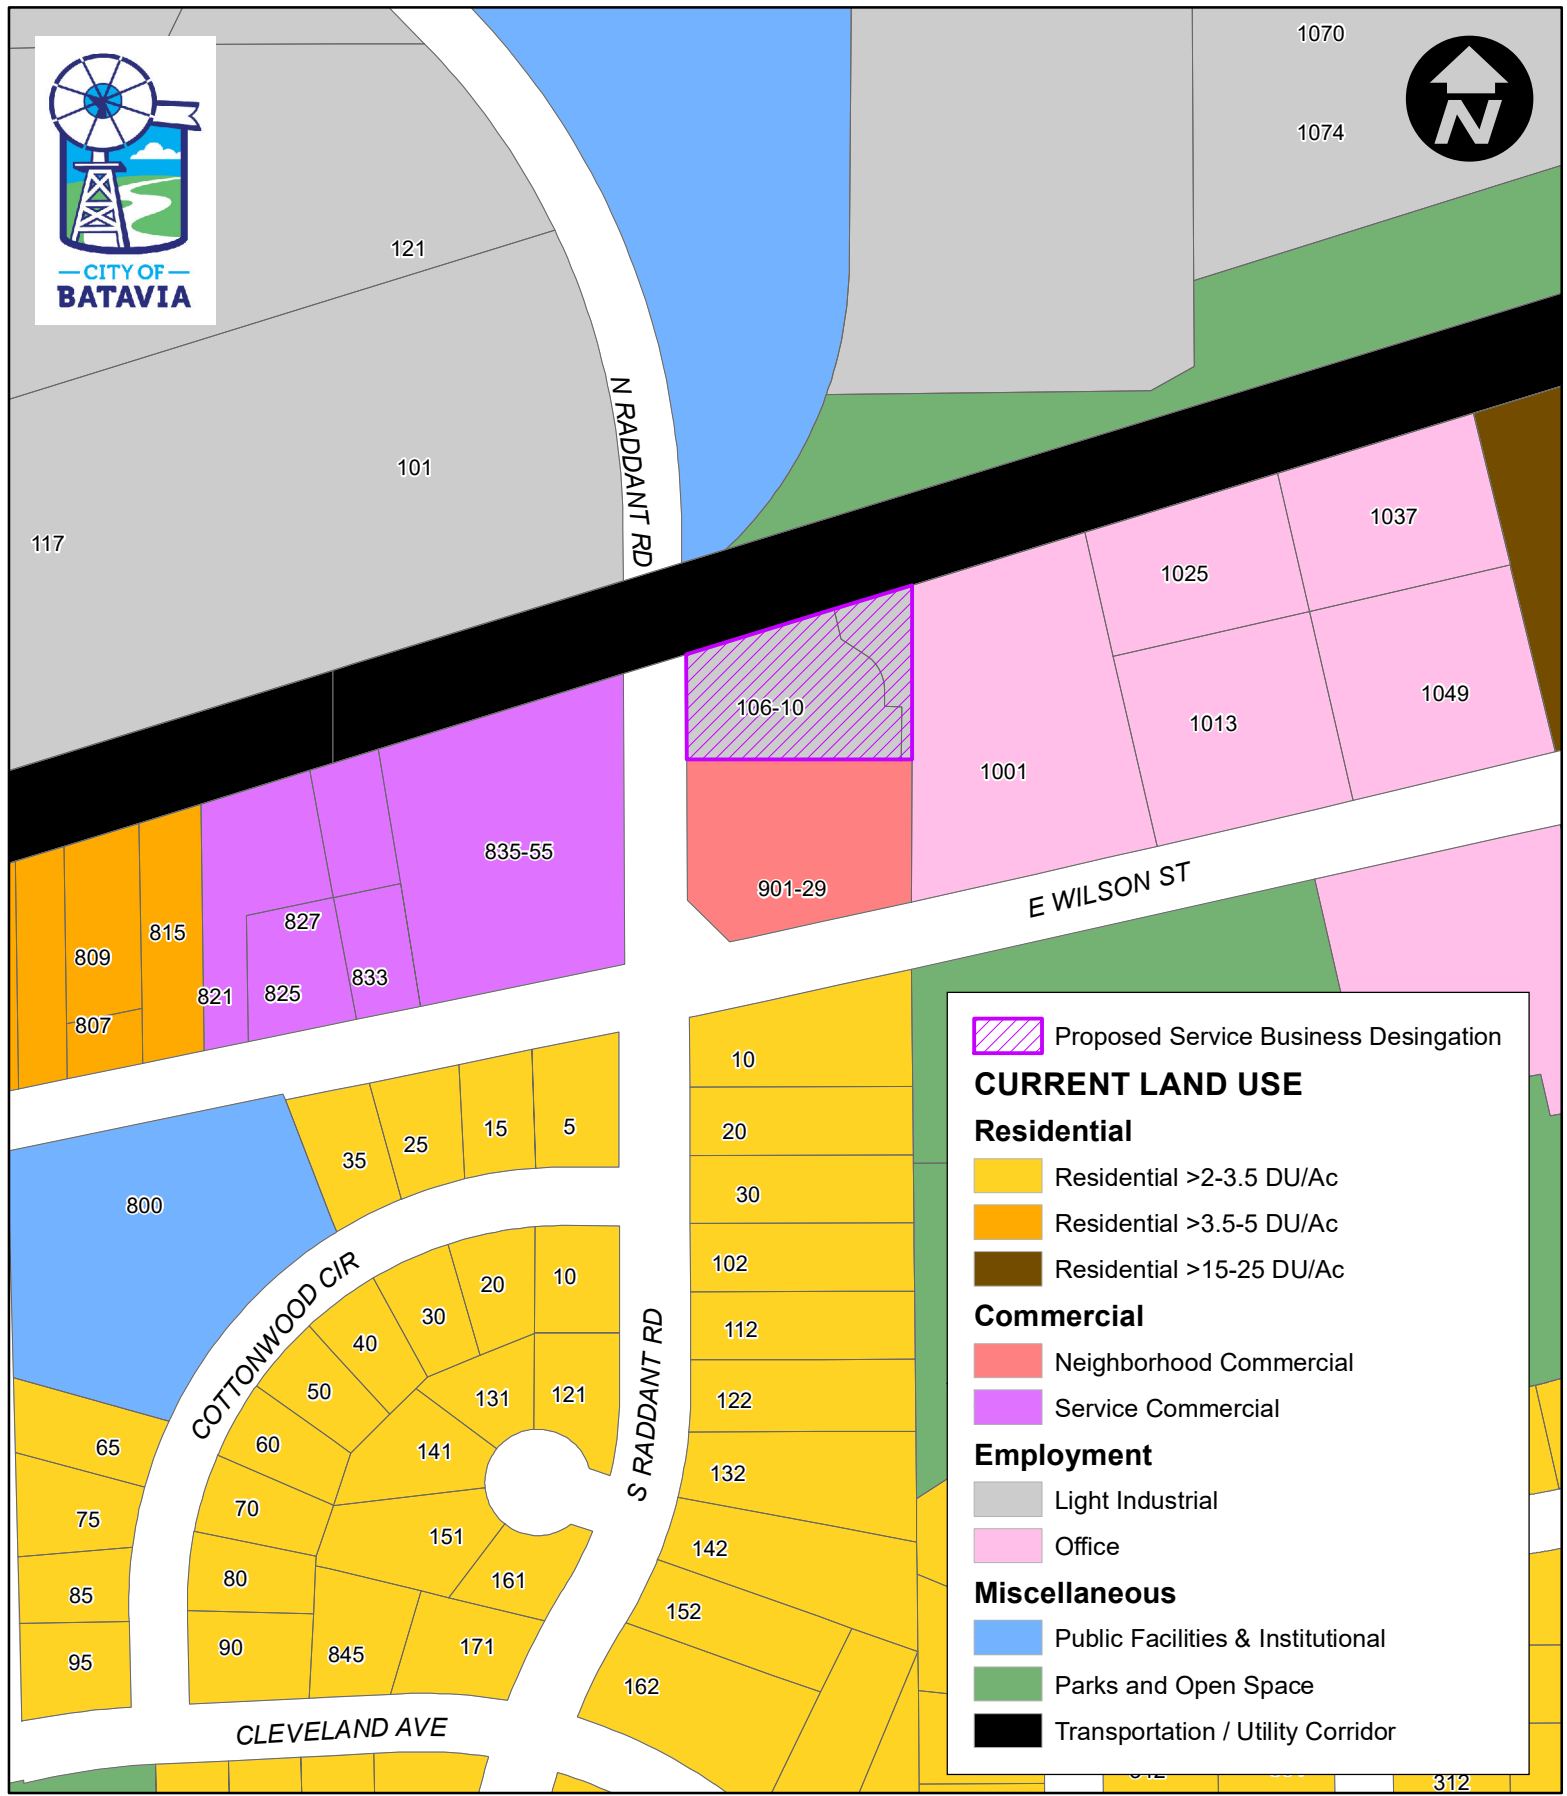 1070
1074
N
CITY OF
BATAVIA
121
N RADDANT RD
101
117
1037
1025
106-10
1049
1013
1001
835-55
901-29
E WILSON ST
827
815
809
833
825
821
807
10
20
30
102
112
122
132
142
152
162
5
15
25
35
800
COTTONWOOD CIR
10
20
30
40
50
60
70
80
90
131
121
141
151
161
171
845
S RADDANT RD
65
75
85
95
CLEVELAND AVE
Proposed Service Business Desingation
CURRENT LAND USE
Residential
Residential >2-3.5 DU/Ac
Residential >3.5-5 DU/Ac
Residential >15-25 DU/Ac
Commercial
Neighborhood Commercial
Service Commercial
Employment
Light Industrial
Office
Miscellaneous
Public Facilities & Institutional
Parks and Open Space
Transportation / Utility Corridor
312